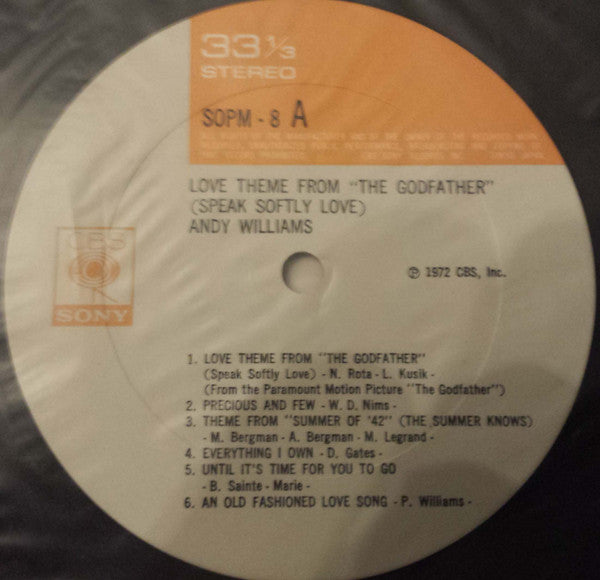 33 1/3
STEREO
SOPM - 8 A
LOVE THEME FROM "THE GODFATHER"
(SPEAK SOFTLY LOVE)
ANDY WILLIAMS
CBS
SONY
℗ 1972 CBS, Inc.
1. LOVE THEME FROM "THE GODFATHER"
(Speak Softly Love) - N. Rota - L. Kusik -
(From the Paramount Motion Picture "The Godfather")
2. PRECIOUS AND FEW - W. D. Nims -
3. THEME FROM "SUMMER OF '42" (THE SUMMER KNOWS)
- M. Bergman - A. Bergman - M. Legrand -
4. EVERYTHING I OWN - D. Gates -
5. UNTIL IT'S TIME FOR YOU TO GO
- B. Sainte - Marie -
6. AN OLD FASHIONED LOVE SONG - P. Williams -